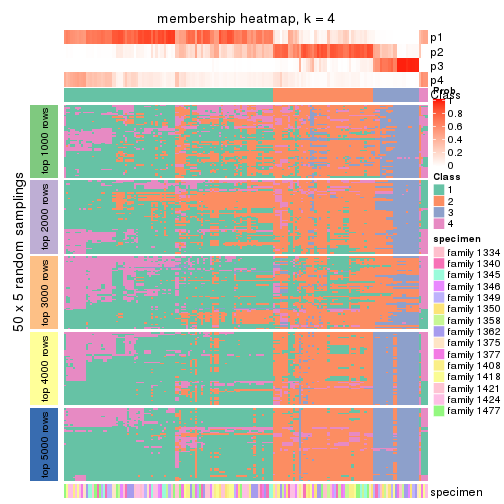 membership heatmap, k = 4
p1
p2
p3
p4
Prob
Class
1
0.8
0.6
0.4
0.2
0
Class
1
2
3
4
specimen
family 1334
family 1340
family 1345
family 1346
family 1349
family 1350
family 1358
family 1362
family 1375
family 1377
family 1408
family 1418
family 1421
family 1424
family 1477
50 x 5 random samplings
top 1000 rows
top 2000 rows
top 3000 rows
top 4000 rows
top 5000 rows
specimen